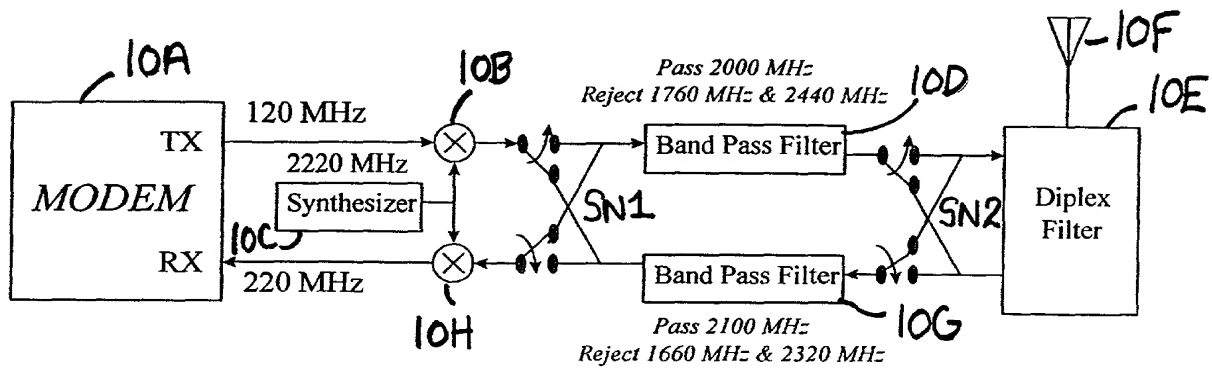 10A
10F
10B
Pass 2000 MHz
Reject 1760 MHz & 2440 MHz
10D
10E
120 MHz
TX
Band Pass Filter
2220 MHz
MODEM
Synthesizer
SN1
SN2
Diplex
Filter
10C
RX
Band Pass Filter
220 MHz
10H
Pass 2100 MHz
10G
Reject 1660 MHz & 2320 MHz